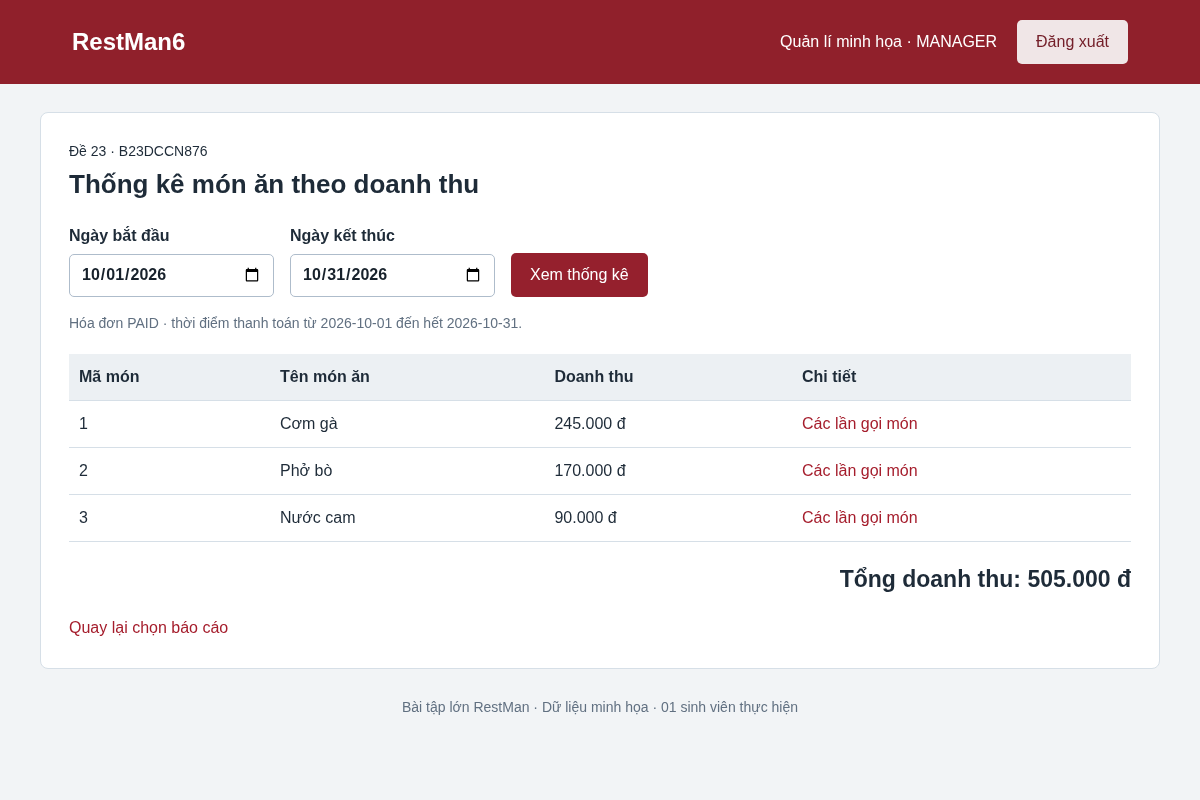 RestMan6
Quản lí minh họa · MANAGER
Đăng xuất
Đề 23 · B23DCCN876
Thống kê món ăn theo doanh thu
Ngày bắt đầu
Ngày kết thúc
10/01/2026
10/31/2026
Xem thống kê
Hóa đơn PAID · thời điểm thanh toán từ 2026-10-01 đến hết 2026-10-31.
Mã món Tên món ăn Doanh thu Chi tiết
1 Cơm gà 245.000 đ Các lần gọi món
2 Phở bò 170.000 đ Các lần gọi món
3 Nước cam 90.000 đ Các lần gọi món
Tổng doanh thu: 505.000 đ
Quay lại chọn báo cáo
Bài tập lớn RestMan · Dữ liệu minh họa · 01 sinh viên thực hiện